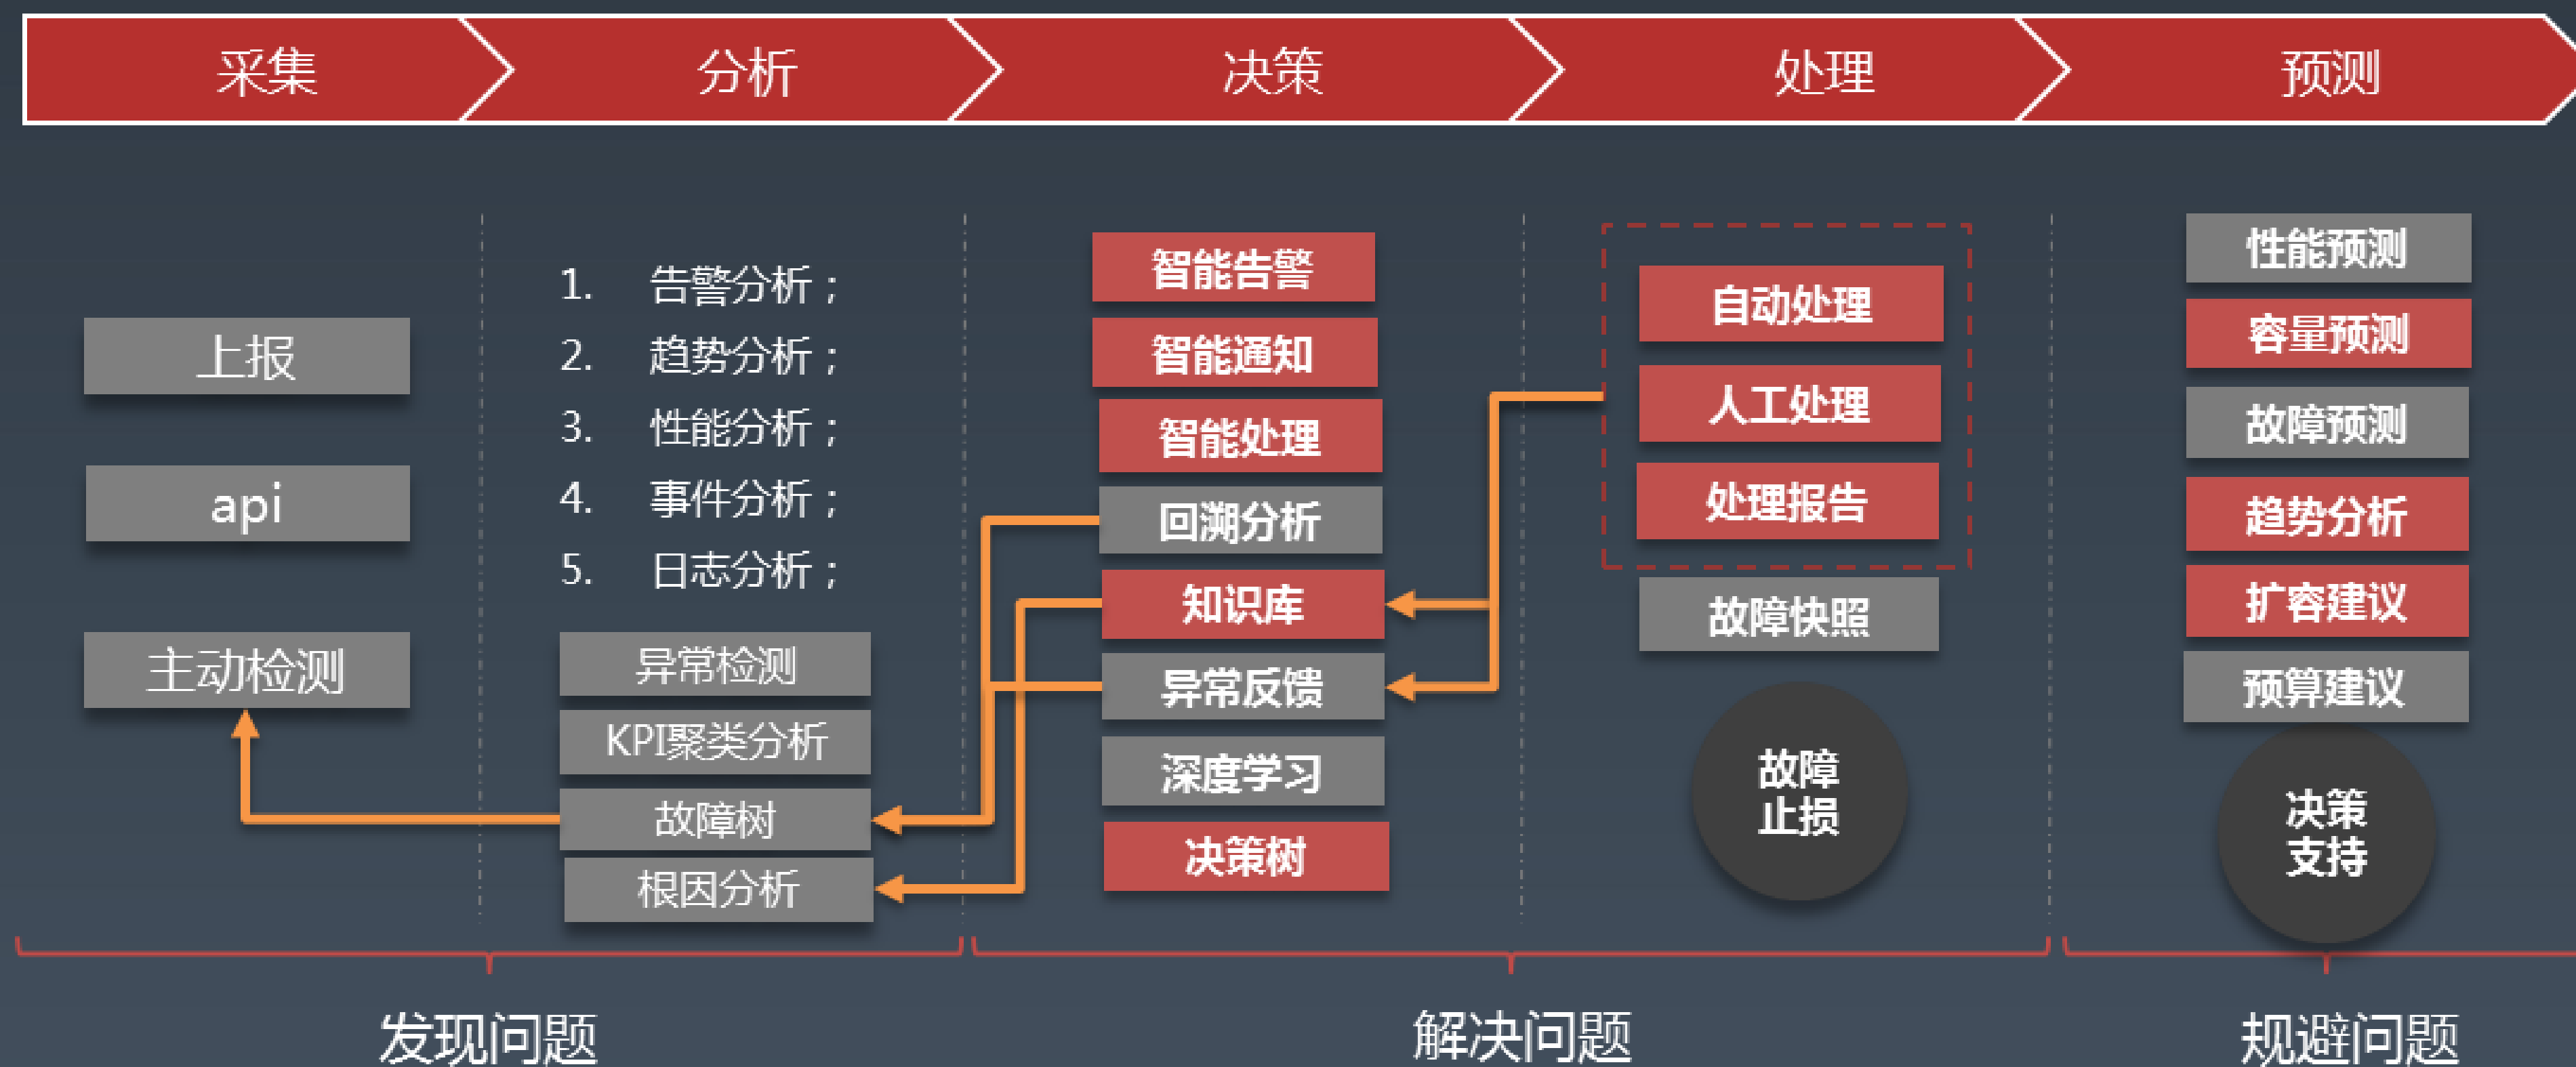 采集
分析
决策
处理
预测
上报
api
主动检测
1. 告警分析；
2. 趋势分析；
3. 性能分析；
4. 事件分析；
5. 日志分析；
异常检测
KPI聚类分析
故障树
根因分析
智能告警
智能通知
智能处理
回溯分析
知识库
异常反馈
深度学习
决策树
自动处理
人工处理
处理报告
故障快照
故障
止损
性能预测
容量预测
故障预测
趋势分析
扩容建议
预算建议
决策
支持
发现问题
解决问题
规避问题